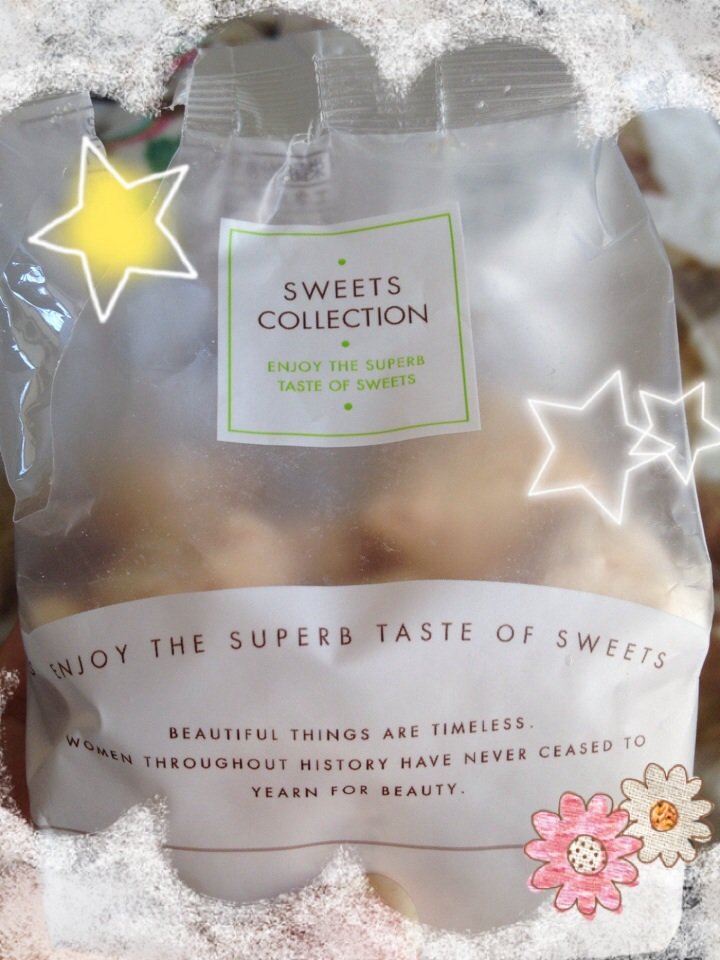 SWEETS
COLLECTION
ENJOY THE SUPERB
TASTE OF SWEETS
ENJOY THE SUPERB TASTE OF SWEETS
BEAUTIFUL THINGS ARE TIMELESS.
WOMEN THROUGHOUT HISTORY HAVE NEVER CEASED TO
YEARN FOR BEAUTY.